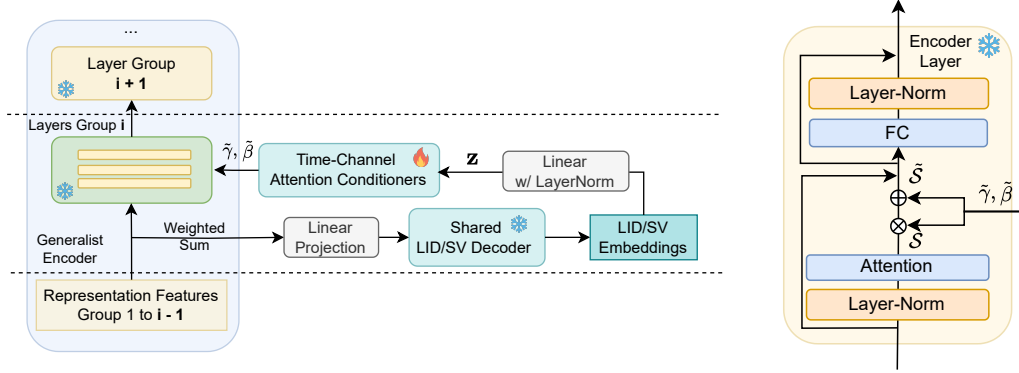 ...
Layer Group
i + 1
Layers Group i
γ̃, β̃
Time-Channel
Attention Conditioners
z
Linear
w/ LayerNorm
Generalist
Encoder
Weighted
Sum
Linear
Projection
Shared
LID/SV Decoder
LID/SV
Embeddings
Representation Features
Group 1 to i - 1
Encoder
Layer
Layer-Norm
FC
S̃
γ̃, β̃
S
Attention
Layer-Norm